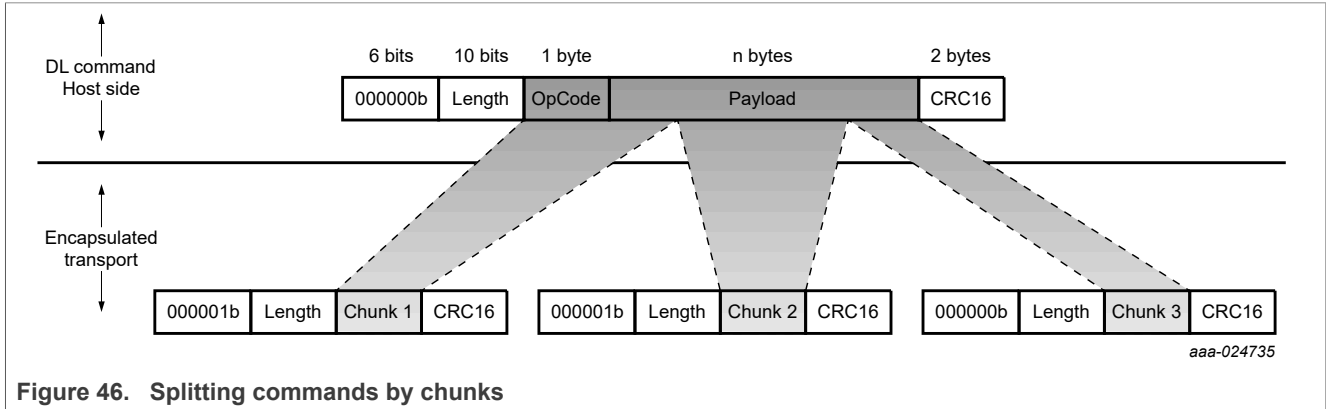 6 bits 10 bits 1 byte n bytes 2 bytes
DL command
Host side
000000b Length OpCode Payload CRC16
Encapsulated
transport
000001b Length Chunk 1 CRC16 000001b Length Chunk 2 CRC16 000000b Length Chunk 3 CRC16
aaa-024735
Figure 46. Splitting commands by chunks